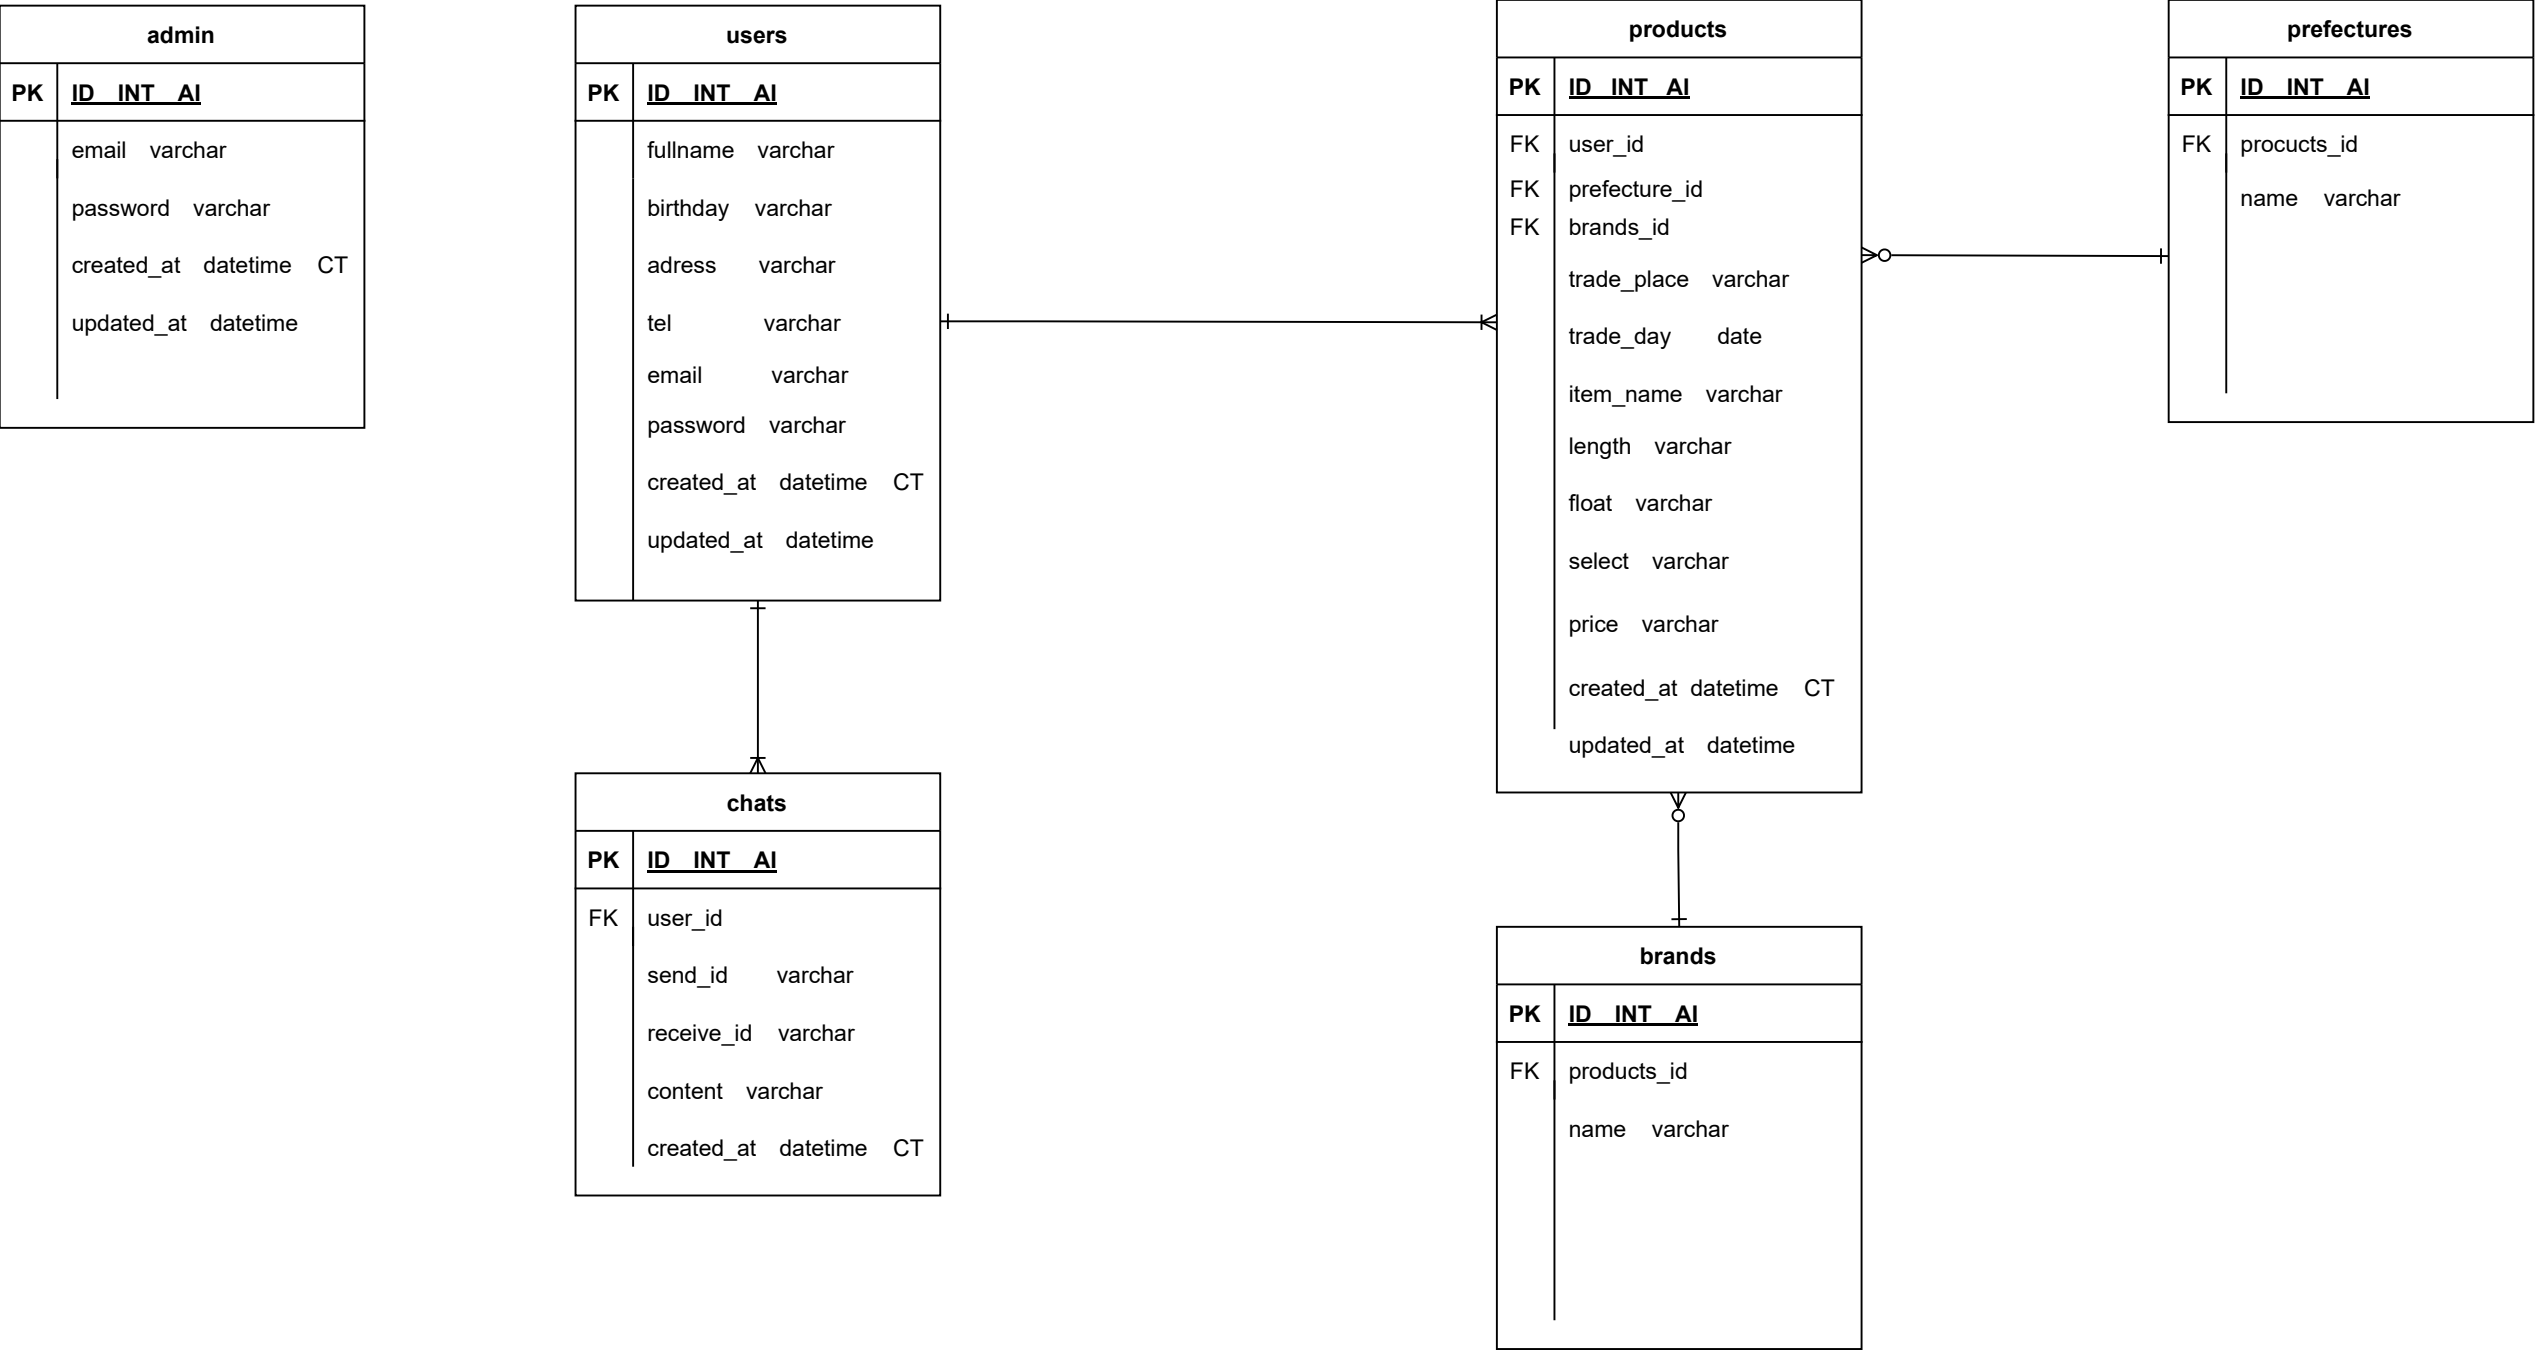 admin
PK ID INT AI
email varchar
password varchar
created_at datetime CT
updated_at datetime
users
PK ID INT AI
fullname varchar
birthday varchar
adress varchar
tel varchar
email varchar
password varchar
created_at datetime CT
updated_at datetime
products
PK ID INT AI
FK user_id
FK prefecture_id
FK brands_id
trade_place varchar
trade_day date
item_name varchar
length varchar
float varchar
select varchar
price varchar
created_at datetime CT
updated_at datetime
prefectures
PK ID INT AI
FK procucts_id
name varchar
chats
PK ID INT AI
FK user_id
send_id varchar
receive_id varchar
content varchar
created_at datetime CT
brands
PK ID INT AI
FK products_id
name varchar